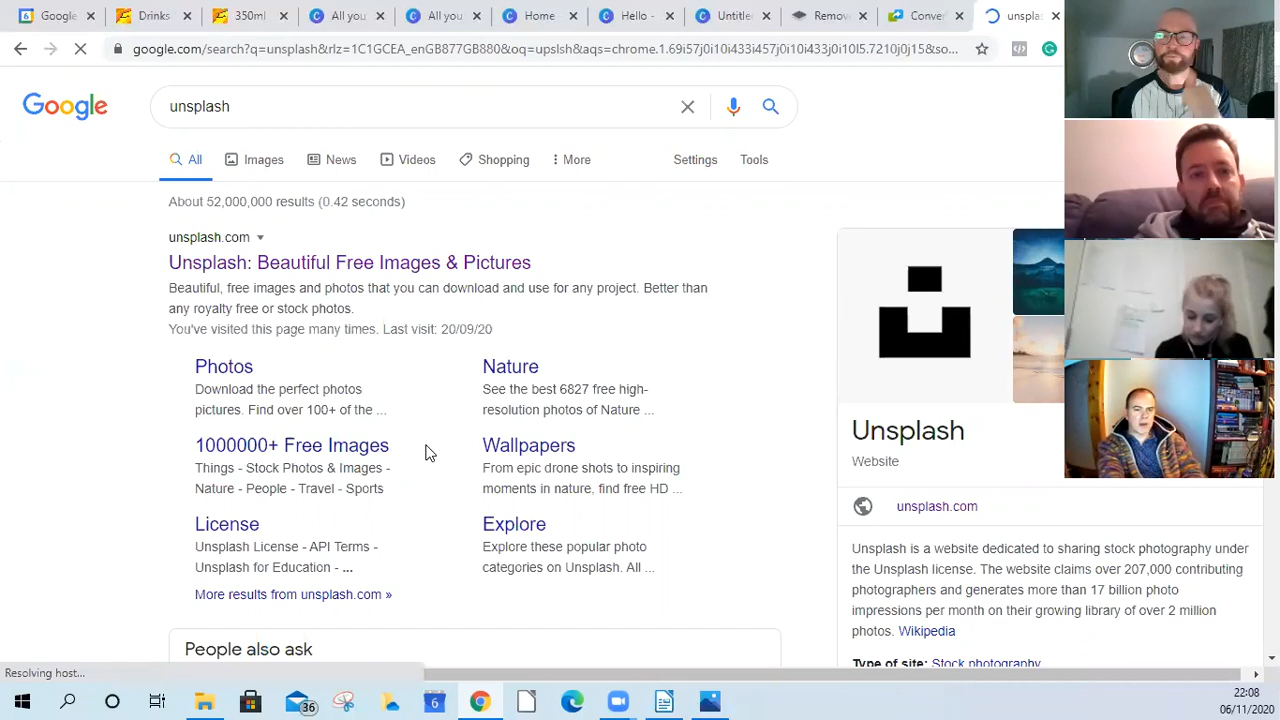 Google
Drinks
350ml
All you
All you
Home
Hello -
Untitle
Remov
Conver
unspla
google.com/search?q=unsplash&rlz=1C1GCEA_enGB877GB880&oq=upslsh&aqs=chrome.1.69i57j0i10i433i457j0i10i433j0i10l5.7210j0j15&so...
Google
unsplash
All
Images
News
Videos
Shopping
More
Settings
Tools
About 52,000,000 results (0.42 seconds)
unsplash.com
Unsplash: Beautiful Free Images & Pictures
Beautiful, free images and photos that you can download and use for any project. Better than
any royalty free or stock photos.
You've visited this page many times. Last visit: 20/09/20
Photos
Download the perfect photos
pictures. Find over 100+ of the ...
Nature
See the best 6827 free high-
resolution photos of Nature ...
1000000+ Free Images
Things - Stock Photos & Images -
Nature - People - Travel - Sports
Wallpapers
From epic drone shots to inspiring
moments in nature, find free HD ...
License
Unsplash License - API Terms -
Unsplash for Education - ...
Explore
Explore these popular photo
categories on Unsplash. All ...
More results from unsplash.com »
People also ask
Unsplash
Website
unsplash.com
Unsplash is a website dedicated to sharing stock photography under
the Unsplash license. The website claims over 207,000 contributing
photographers and generates more than 17 billion photo
impressions per month on their growing library of over 2 million
photos. Wikipedia
Type of site: Stock photography
Resolving host...
36
6
22:08
06/11/2020